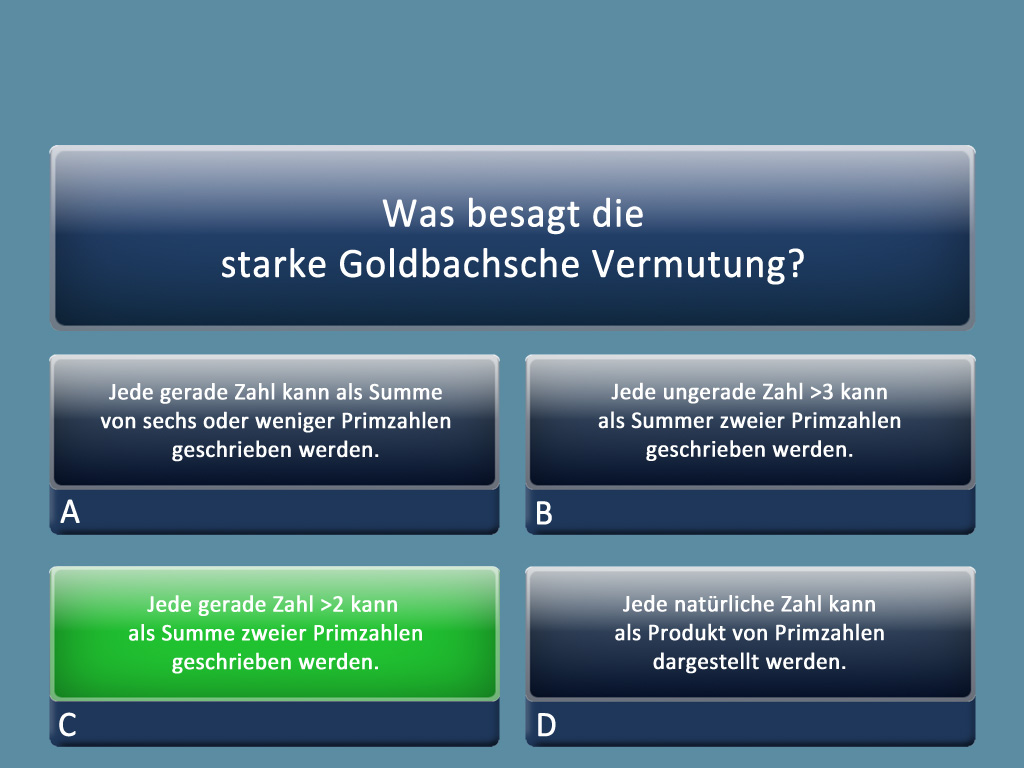 Was besagt die
starke Goldbachsche Vermutung?
Jede gerade Zahl kann als Summe
von sechs oder weniger Primzahlen
geschrieben werden.
A
Jede ungerade Zahl >3 kann
als Summer zweier Primzahlen
geschrieben werden.
B
Jede gerade Zahl >2 kann
als Summe zweier Primzahlen
geschrieben werden.
C
Jede natürliche Zahl kann
als Produkt von Primzahlen
dargestellt werden.
D